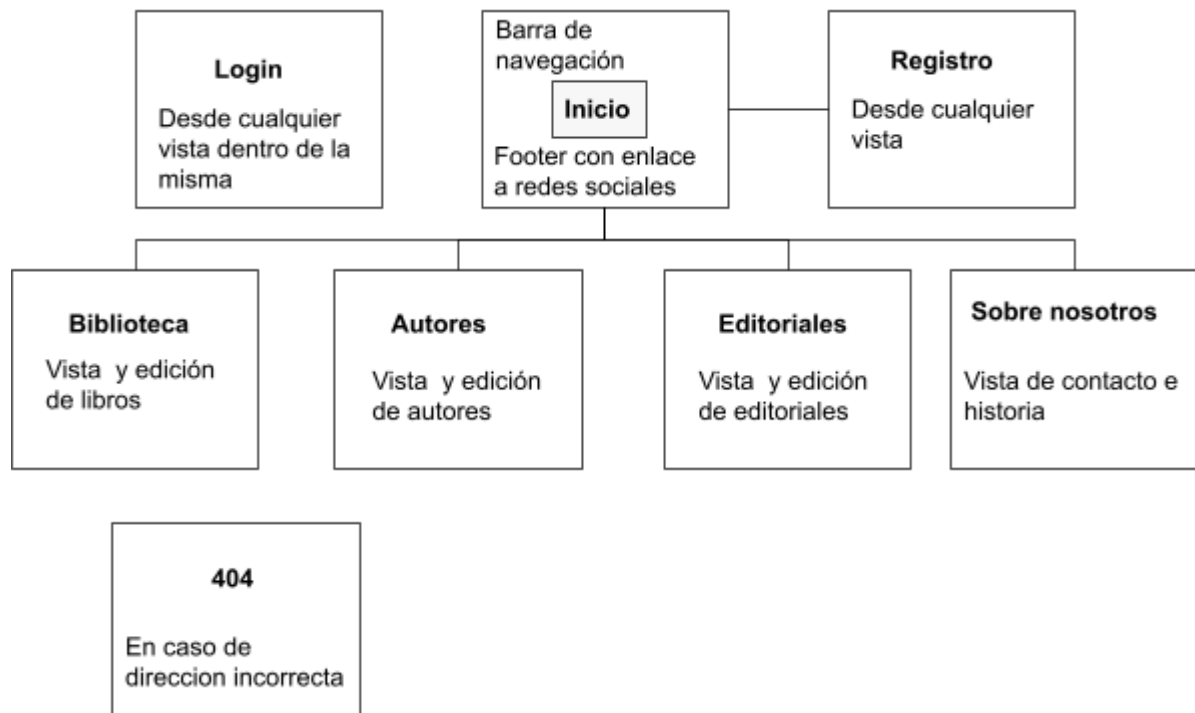 Login
Desde cualquier
vista dentro de la
misma
Barra de
navegación
Inicio
Footer con enlace
a redes sociales
Registro
Desde cualquier
vista
Biblioteca
Vista y edición
de libros
Autores
Vista y edición
de autores
Editoriales
Vista y edición
de editoriales
Sobre nosotros
Vista de contacto e
historia
404
En caso de
direccion incorrecta